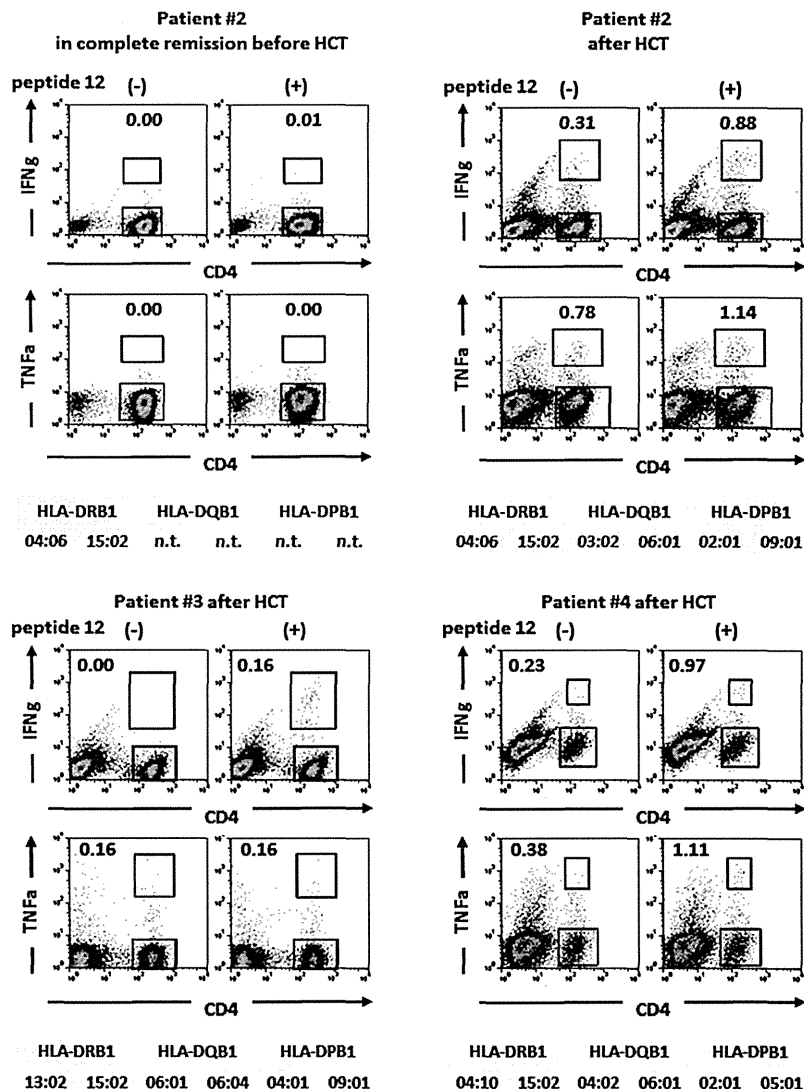 Patient #2
in complete remission before HCT
peptide 12 (-) (+)
IFNg
0.00 0.01
CD4
TNFa
0.00 0.00
CD4
HLA-DRB1 HLA-DQB1 HLA-DPB1
04:06 15:02 n.t. n.t. n.t. n.t.
Patient #2
after HCT
peptide 12 (-) (+)
IFNg
0.31 0.88
CD4
TNFa
0.78 1.14
CD4
HLA-DRB1 HLA-DQB1 HLA-DPB1
04:06 15:02 03:02 06:01 02:01 09:01
Patient #3 after HCT
peptide 12 (-) (+)
IFNg
0.00 0.16
CD4
TNFa
0.16 0.16
CD4
HLA-DRB1 HLA-DQB1 HLA-DPB1
13:02 15:02 06:01 06:04 04:01 09:01
Patient #4 after HCT
peptide 12 (-) (+)
IFNg
0.23 0.97
CD4
TNFa
0.38 1.11
CD4
HLA-DRB1 HLA-DQB1 HLA-DPB1
04:10 15:02 04:02 06:01 02:01 05:01